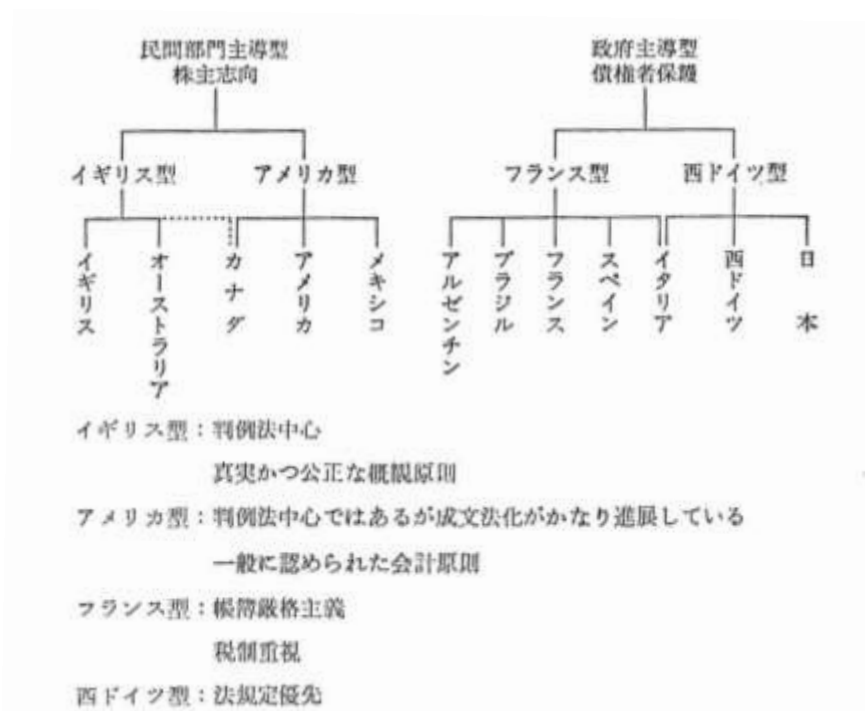 民間部門主導型
株主志向
政府主導型
債権者保護
イギリス型
アメリカ型
フランス型
西ドイツ型
イギリス
オーストラリア
カナダ
アメリカ
メキシコ
アルゼンチン
ブラジル
フランス
スペイン
イタリア
西ドイツ
日本
イギリス型：判例法中心
真実かつ公正な概観原則
アメリカ型：判例法中心ではあるが成文法化がかなり進展している
一般に認められた会計原則
フランス型：帳簿厳格主義
税制重視
西ドイツ型：法規定優先